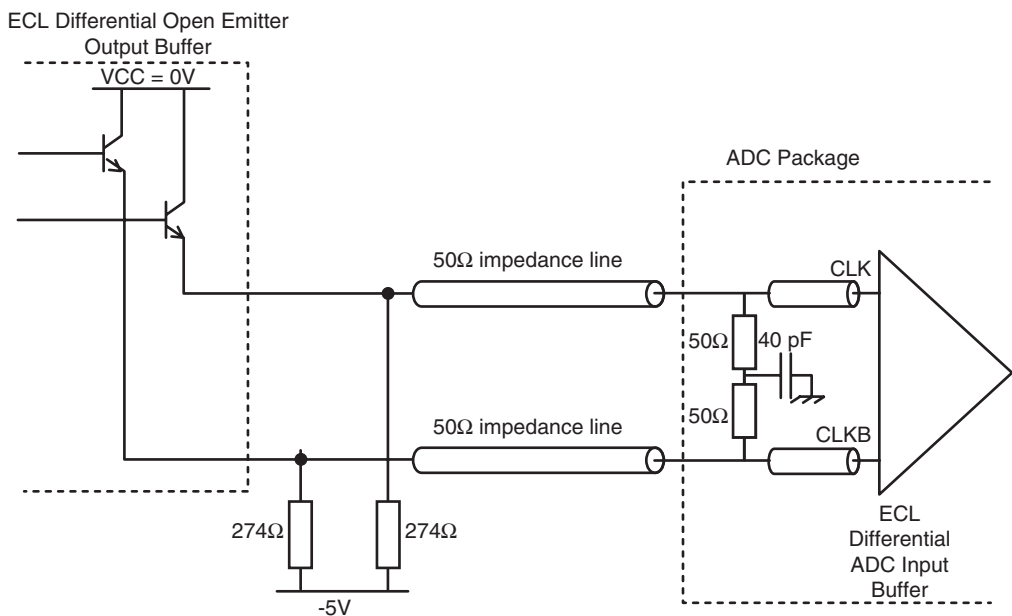 ECL Differential Open Emitter
Output Buffer
VCC = 0V
ADC Package
50Ω impedance line
CLK
50Ω
40 pF
50Ω
50Ω impedance line
CLKB
274Ω
274Ω
-5V
ECL
Differential
ADC Input
Buffer